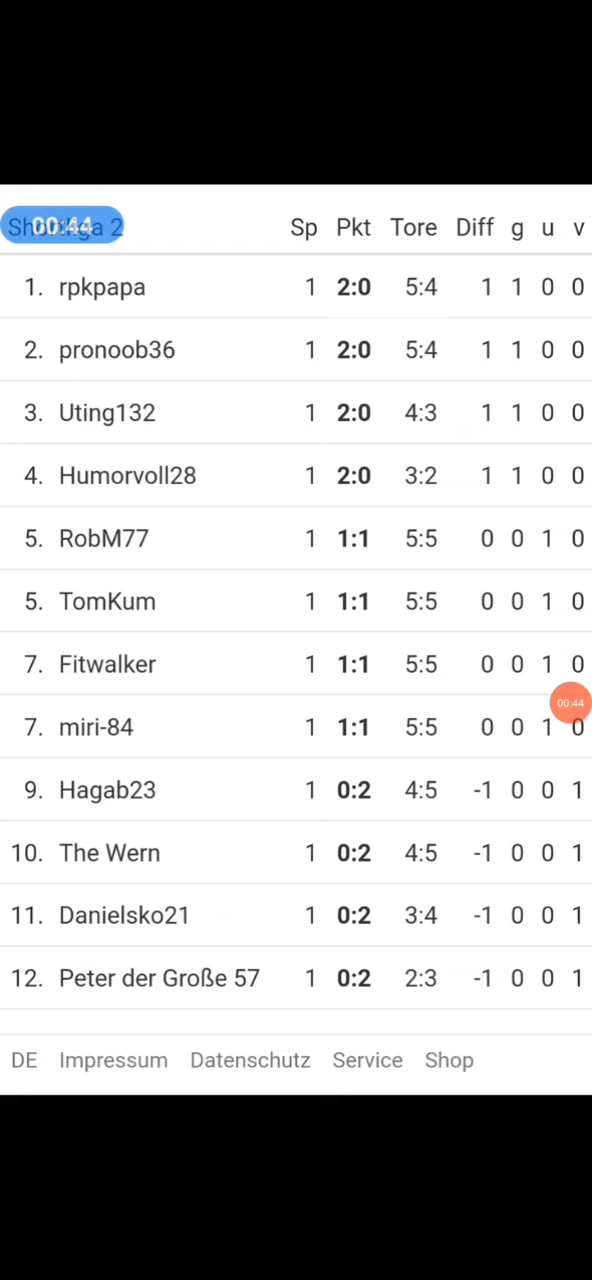 00:44 Sp Pkt Tore Diff g u v
1. rpkpapa 1 2:0 5:4 1 1 0 0
2. pronoob36 1 2:0 5:4 1 1 0 0
3. Uting132 1 2:0 4:3 1 1 0 0
4. Humorvoll28 1 2:0 3:2 1 1 0 0
5. RobM77 1 1:1 5:5 0 0 1 0
5. TomKum 1 1:1 5:5 0 0 1 0
7. Fitwalker 1 1:1 5:5 0 0 1 0
00:44
7. miri-84 1 1:1 5:5 0 0 1 0
9. Hagab23 1 0:2 4:5 -1 0 0 1
10. The Wern 1 0:2 4:5 -1 0 0 1
11. Danielsko21 1 0:2 3:4 -1 0 0 1
12. Peter der Große 57 1 0:2 2:3 -1 0 0 1
DE Impressum Datenschutz Service Shop